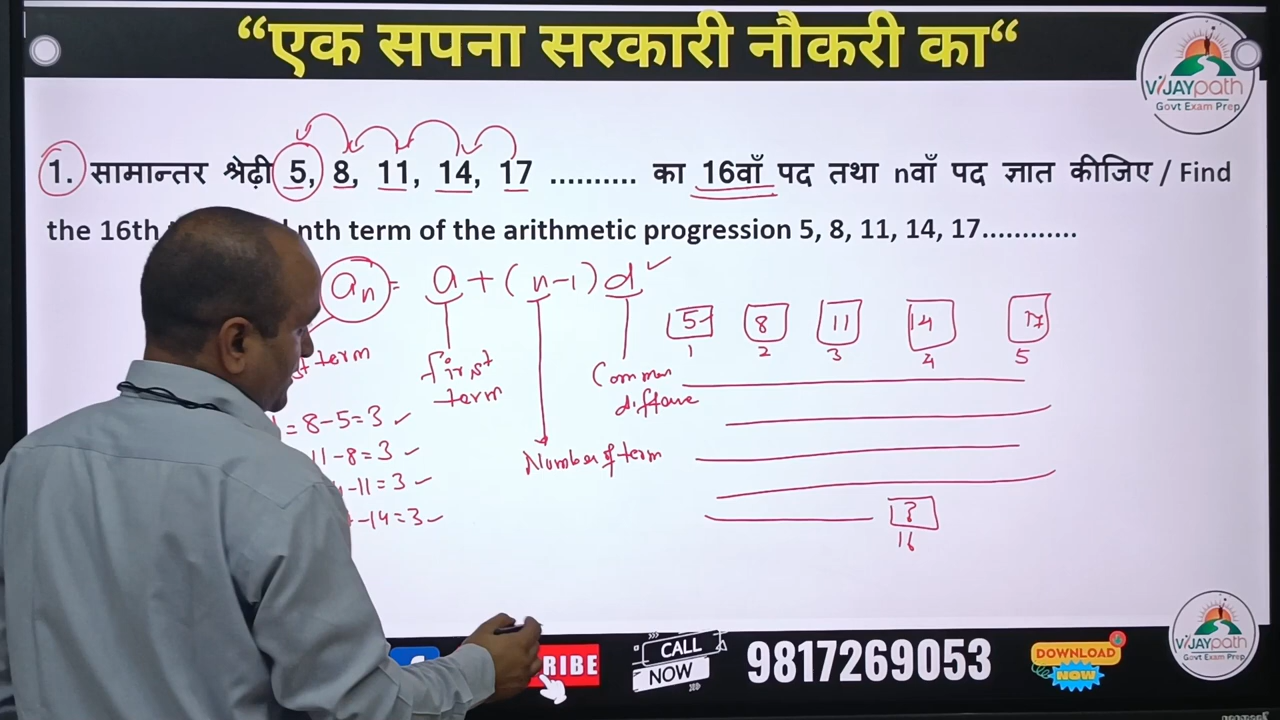 “एक सपना सरकारी नौकरी का“
ViJAYpath
Govt Exam Prep
1. सामान्तर श्रेढ़ी 5, 8, 11, 14, 17 .......... का 16वाँ पद तथा nवाँ पद ज्ञात कीजिए / Find
the 16th nth term of the arithmetic progression 5, 8, 11, 14, 17............
an = a + (n-1) d
5 8 11 14 17
1 2 3 4 5
term
first
term
Common
Number of term
= 8-5=3
11-8=3
-11=3
-14=3
?
16
CALL
NOW
9817269053
DOWNLOAD
NOW
ViJAYpath
Govt Exam Prep